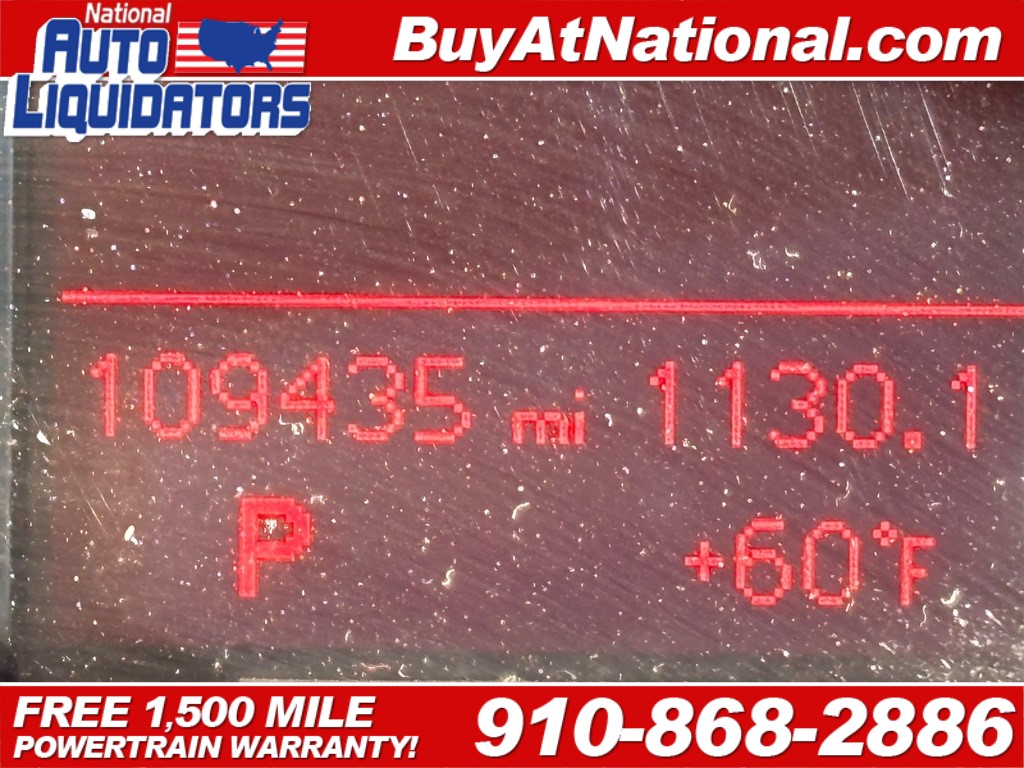 National
AUTO
LIQUIDATORS
BuyAtNational.com
109435 mi 1130.1
P +60°F
FREE 1,500 MILE
POWERTRAIN WARRANTY!
910-868-2886